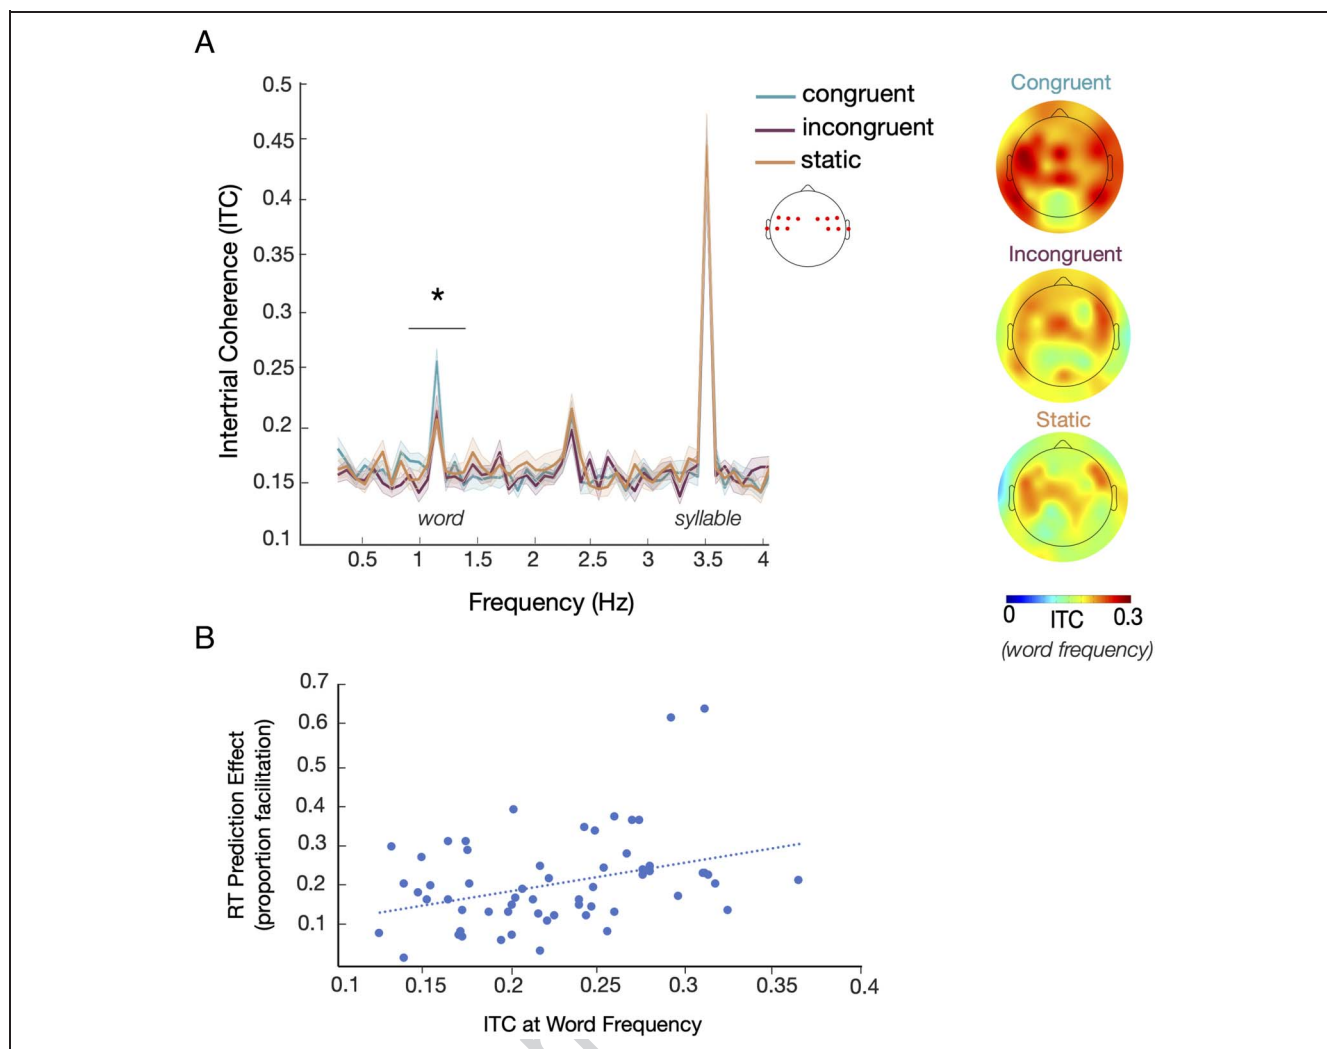 A
0.5
0.45
0.4
0.35
0.3
0.25
0.2
0.15
0.1
Intertrial Coherence (ITC)
congruent
incongruent
static
*
word
syllable
0.5 1 1.5 2 2.5 3 3.5 4
Frequency (Hz)
Congruent
Incongruent
Static
0 ITC 0.3
(word frequency)
B
0.7
0.6
0.5
0.4
0.3
0.2
0.1
RT Prediction Effect
(proportion facilitation)
0.1 0.15 0.2 0.25 0.3 0.35 0.4
ITC at Word Frequency